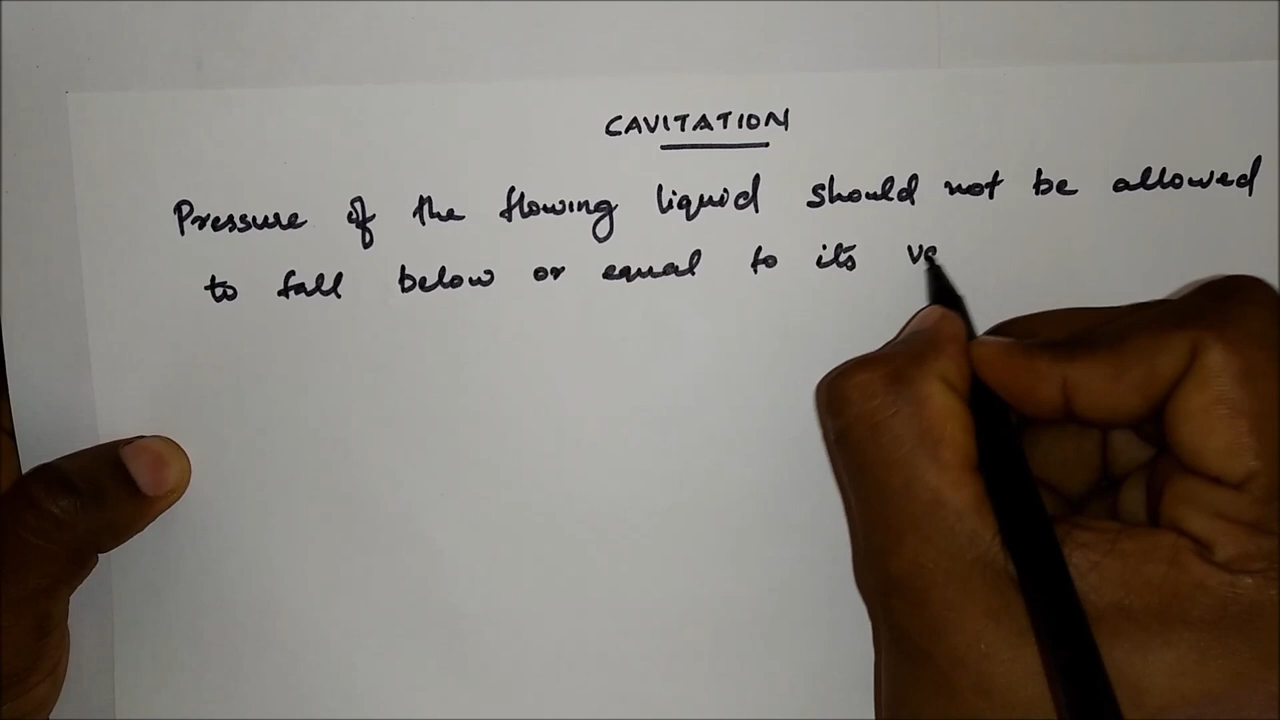 CAVITATION
Pressure of the flowing liquid should not be allowed
to fall below or equal to its